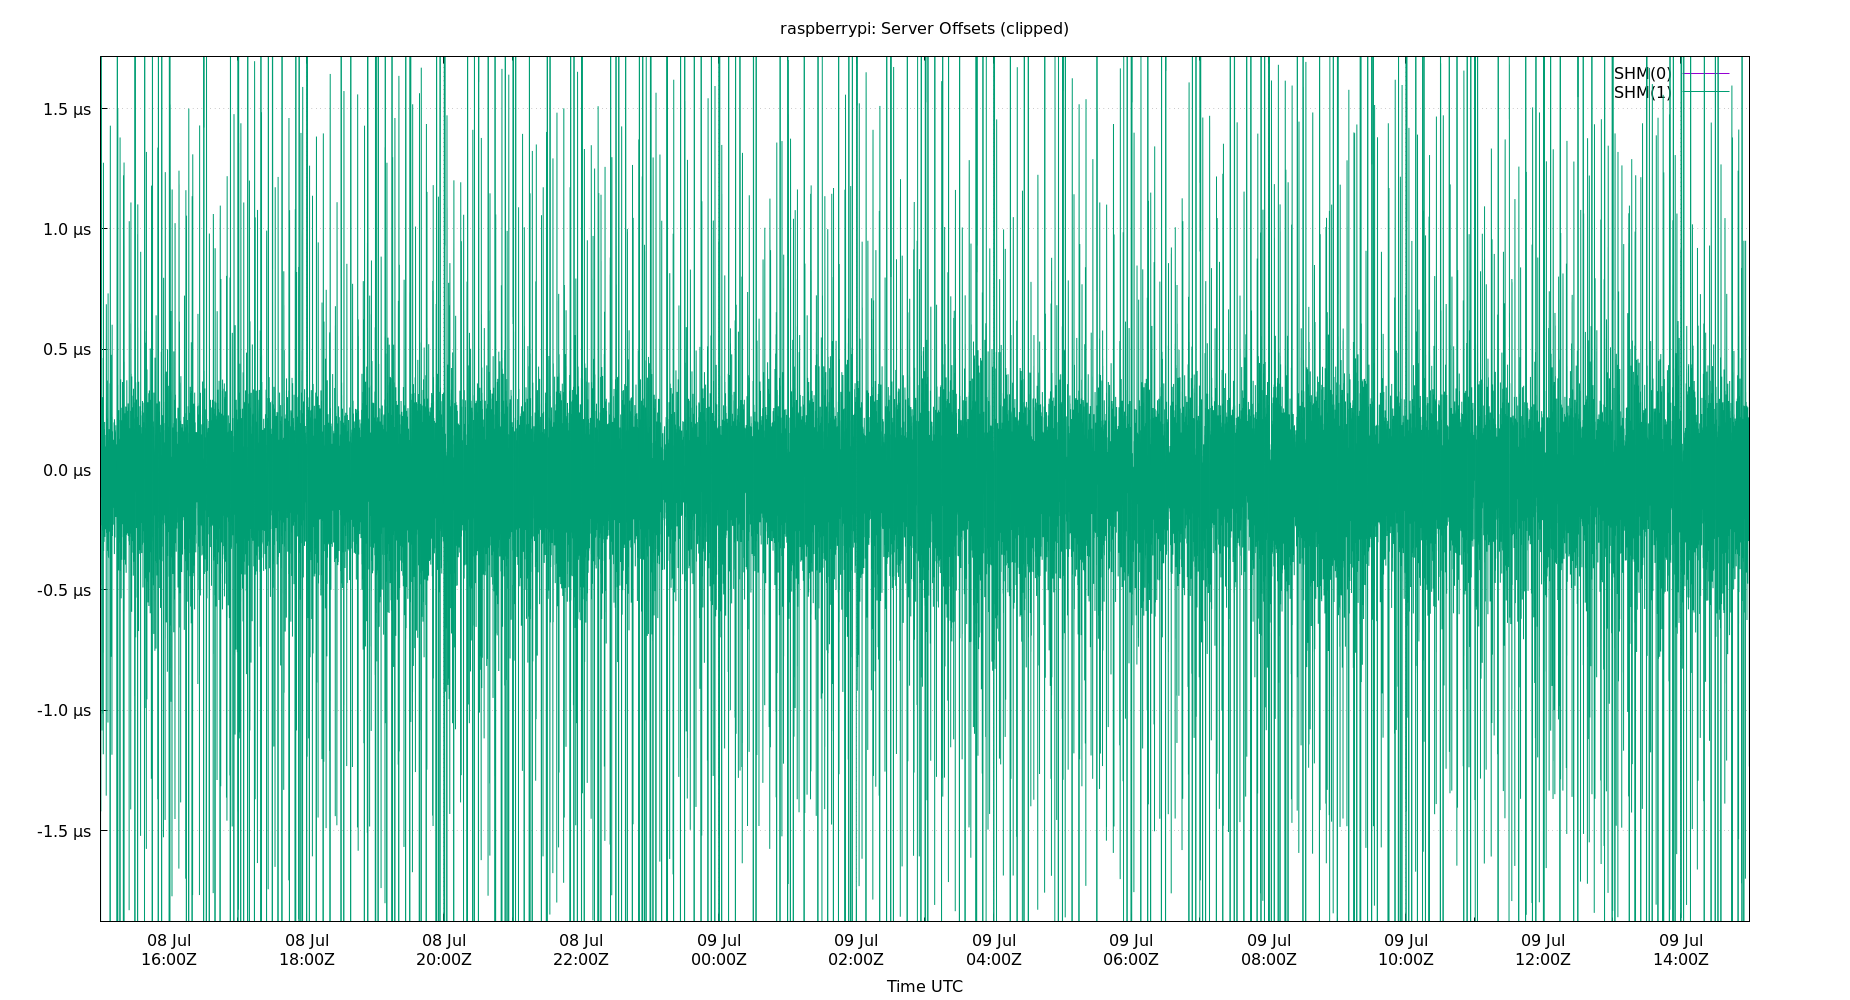 raspberrypi: Server Offsets (clipped)
SHM(0)
SHM(1)
1.5 µs
1.0 µs
0.5 µs
0.0 µs
-0.5 µs
-1.0 µs
-1.5 µs
08 Jul 08 Jul 08 Jul 08 Jul 09 Jul 09 Jul 09 Jul 09 Jul 09 Jul 09 Jul 09 Jul 09 Jul
16:00Z 18:00Z 20:00Z 22:00Z 00:00Z 02:00Z 04:00Z 06:00Z 08:00Z 10:00Z 12:00Z 14:00Z
Time UTC